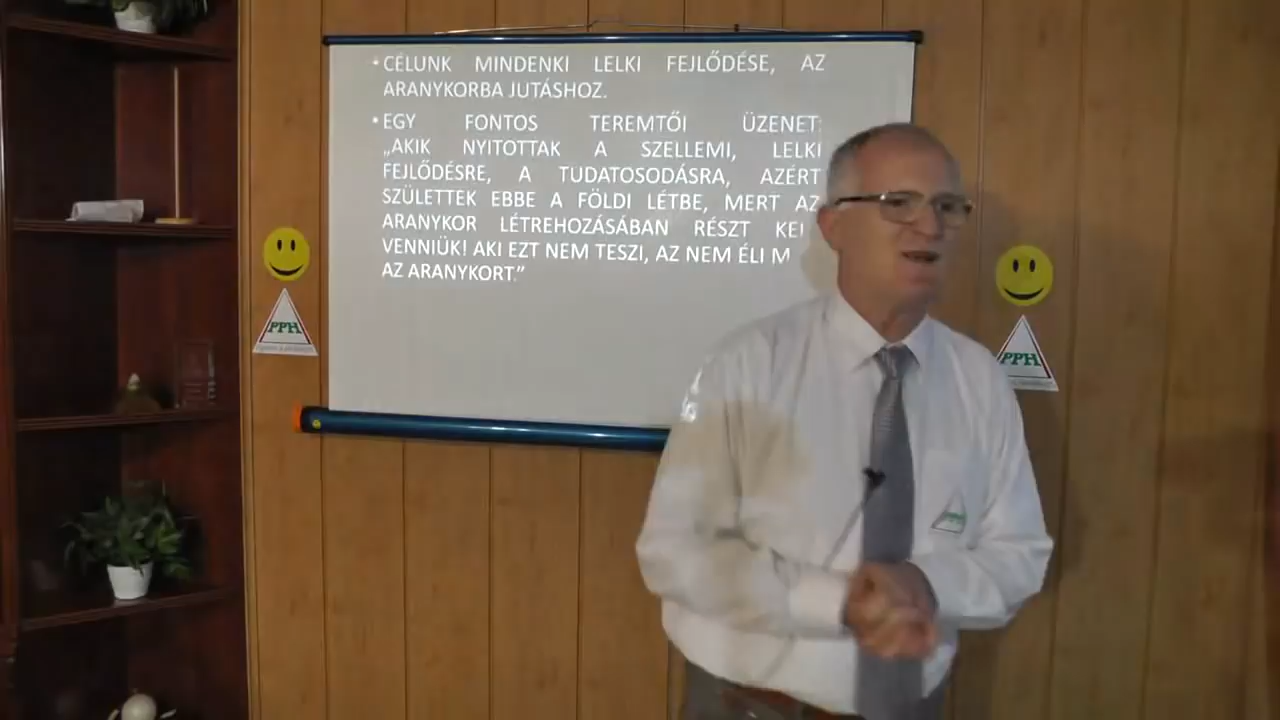 • CÉLUNK MINDENKI LELKI FEJLŐDÉSE, AZ
ARANYKORBA JUTÁSHOZ.
• EGY FONTOS TEREMTŐI ÜZENET:
„AKIK NYITOTTAK A SZELLEMI, LELKI
FEJLŐDÉSRE, A TUDATOSODÁSRA, AZÉRT
SZÜLETTEK EBBE A FÖLDI LÉTBE, MERT AZ
ARANYKOR LÉTREHOZÁSÁBAN RÉSZT
VENNIÜK! AKI EZT NEM TESZI, AZ NEM ÉLI
AZ ARANYKORT.”
PPH
PPH
PPH